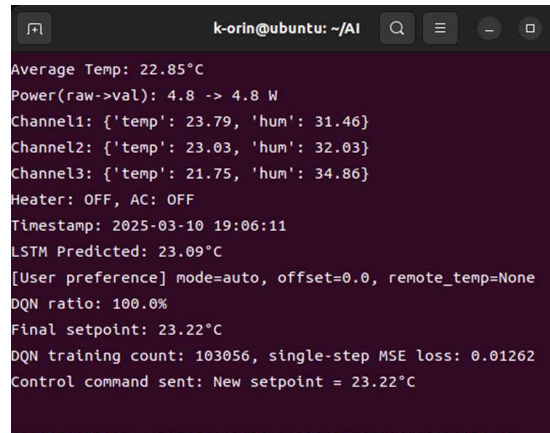 k-orin@ubuntu: ~/AI
Average Temp: 22.85°C
Power(raw->val): 4.8 -> 4.8 W
Channel1: {'temp': 23.79, 'hum': 31.46}
Channel2: {'temp': 23.03, 'hum': 32.03}
Channel3: {'temp': 21.75, 'hum': 34.86}
Heater: OFF, AC: OFF
Timestamp: 2025-03-10 19:06:11
LSTM Predicted: 23.09°C
[User preference] mode=auto, offset=0.0, remote_temp=None
DQN ratio: 100.0%
Final setpoint: 23.22°C
DQN training count: 103056, single-step MSE loss: 0.01262
Control command sent: New setpoint = 23.22°C